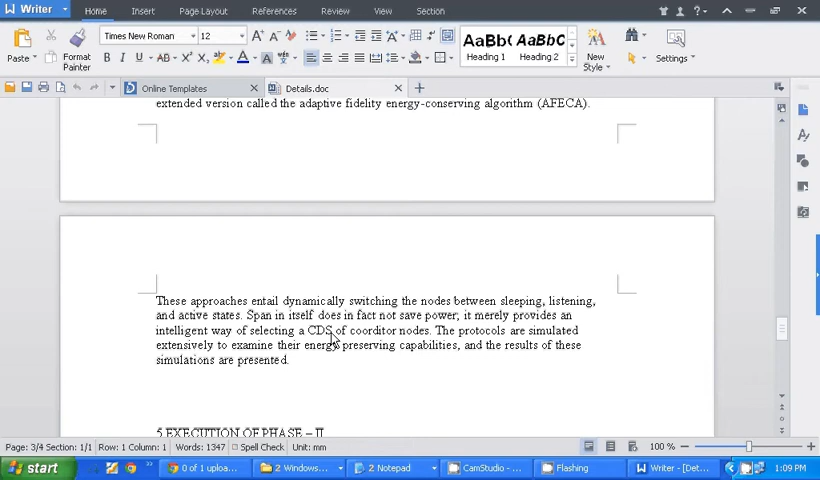 Writer
Home Insert Page Layout References Review View Section
Paste Format Painter Times New Roman 12 B I U AaBb( Heading 1 AaBbC Heading 2 New Style Settings
Online Templates Details.doc
extended version called the adaptive fidelity energy-conserving algorithm (AFECA).
These approaches entail dynamically switching the nodes between sleeping, listening,
and active states. Span in itself does in fact not save power; it merely provides an
intelligent way of selecting a CDS of coorditor nodes. The protocols are simulated
extensively to examine their energy preserving capabilities, and the results of these
simulations are presented.
5 EXECUTION OF PHASE – II
Page: 3/4 Section: 1/1 Row: 1 Column: 1 Words: 1347 Spell Check Unit: mm 100 %
start 0 of 1 uploa... 2 Windows... 2 Notepad CamStudio - ... Flashing Writer - [Det... 1:09 PM